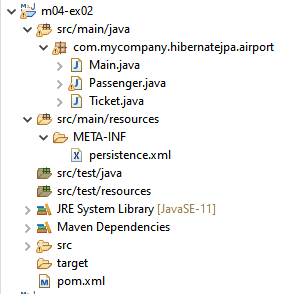 m04-ex02
src/main/java
com.mycompany.hibernatejpa.airport
Main.java
Passenger.java
Ticket.java
src/main/resources
META-INF
persistence.xml
src/test/java
src/test/resources
JRE System Library [JavaSE-11]
Maven Dependencies
src
target
pom.xml